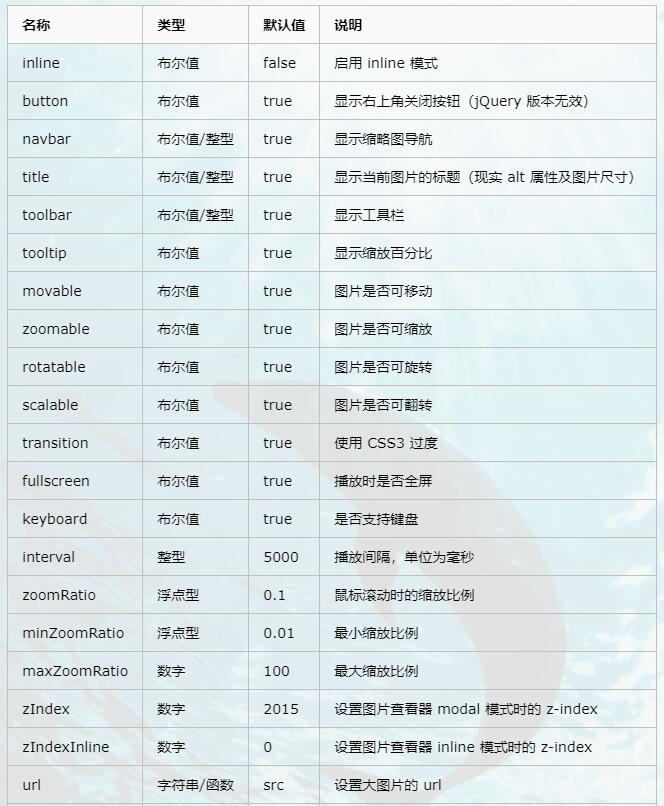 名称 类型 默认值 说明
inline 布尔值 false 启用 inline 模式
button 布尔值 true 显示右上角关闭按钮（jQuery 版本无效）
navbar 布尔值/整型 true 显示缩略图导航
title 布尔值/整型 true 显示当前图片的标题（现实 alt 属性及图片尺寸）
toolbar 布尔值/整型 true 显示工具栏
tooltip 布尔值 true 显示缩放百分比
movable 布尔值 true 图片是否可移动
zoomable 布尔值 true 图片是否可缩放
rotatable 布尔值 true 图片是否可旋转
scalable 布尔值 true 图片是否可翻转
transition 布尔值 true 使用 CSS3 过度
fullscreen 布尔值 true 播放时是否全屏
keyboard 布尔值 true 是否支持键盘
interval 整型 5000 播放间隔，单位为毫秒
zoomRatio 浮点型 0.1 鼠标滚动时的缩放比例
minZoomRatio 浮点型 0.01 最小缩放比例
maxZoomRatio 数字 100 最大缩放比例
zIndex 数字 2015 设置图片查看器 modal 模式时的 z-index
zIndexInline 数字 0 设置图片查看器 inline 模式时的 z-index
url 字符串/函数 src 设置大图片的 url